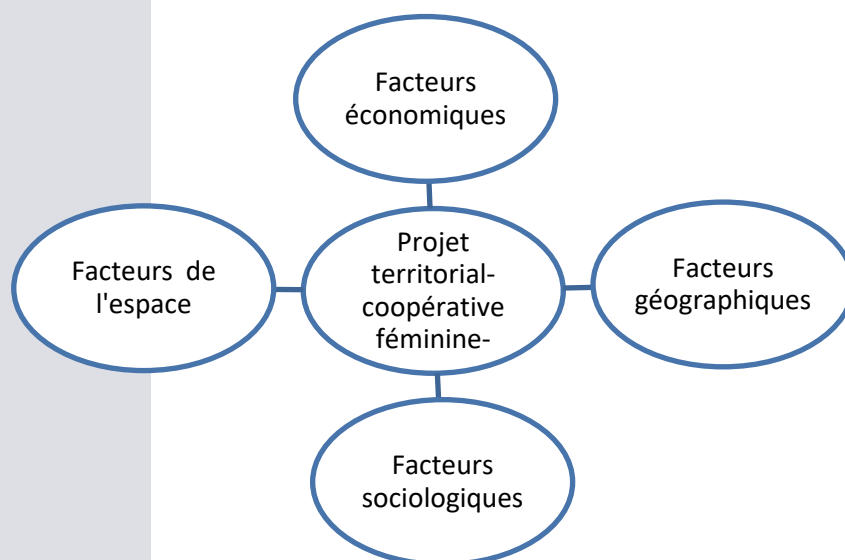 Facteurs
économiques
Facteurs de
l'espace
Projet
territorial-
coopérative
féminine-
Facteurs
géographiques
Facteurs
sociologiques